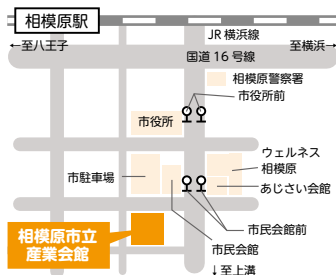 相模原駅
JR 横浜線
←至八王子
至横浜→
国道 16 号線
相模原警察署
市役所前
市役所
ウェルネス
相模原
市駐車場
あじさい会館
市民会館前
相模原市立
産業会館
市民会館
↓至上溝